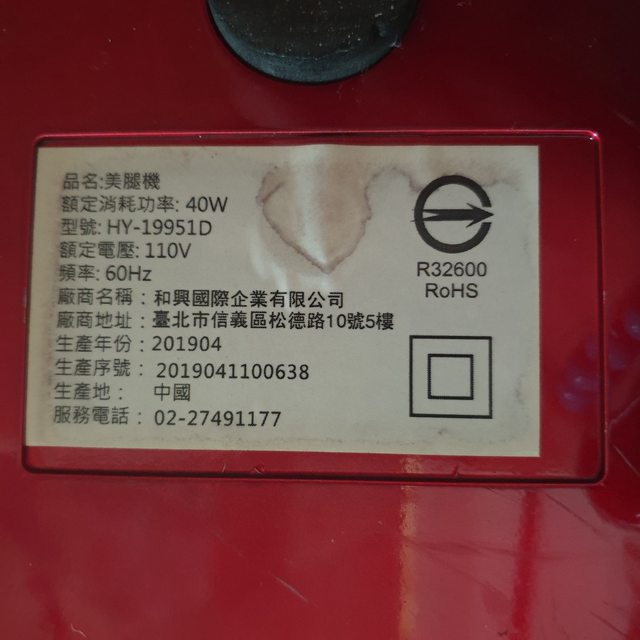 品名:美腿機
額定消耗功率: 40W
型號: HY-19951D
額定電壓: 110V
頻率: 60Hz
廠商名稱：和興國際企業有限公司
廠商地址：臺北市信義區松德路10號5樓
生產年份：201904
生產序號： 2019041100638
生產地： 中國
服務電話： 02-27491177
R32600
RoHS